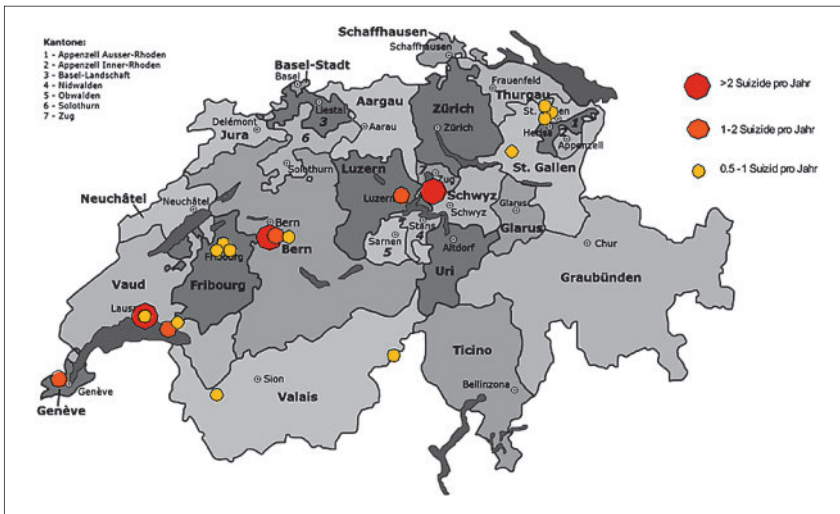 Kantone:
1 - Appenzell Ausser-Rhoden
2 - Appenzell Inner-Rhoden
3 - Basel-Landschaft
4 - Nidwalden
5 - Obwalden
6 - Solothurn
7 - Zug
Schaffhausen
Schaffhausen
Basel-Stadt
Basel
Liestal
3
Aargau
Aarau
Zürich
Zürich
Frauenfeld
Thurgau
1
2
Appenzell
St. Gallen
Delémont
Jura
6
Solothurn
Luzern
Luzern
Zug
Schwyz
Schwyz
Glarus
Glarus
Neuchâtel
Neuchâtel
Bern
Bern
Stans
4
Sarnen
5
Altdorf
Uri
Chur
Graubünden
Fribourg
Fribourg
Vaud
Genève
Genève
Sion
Valais
Ticino
Bellinzona
>2 Suizide pro Jahr
1-2 Suizide pro Jahr
0.5-1 Suizid pro Jahr